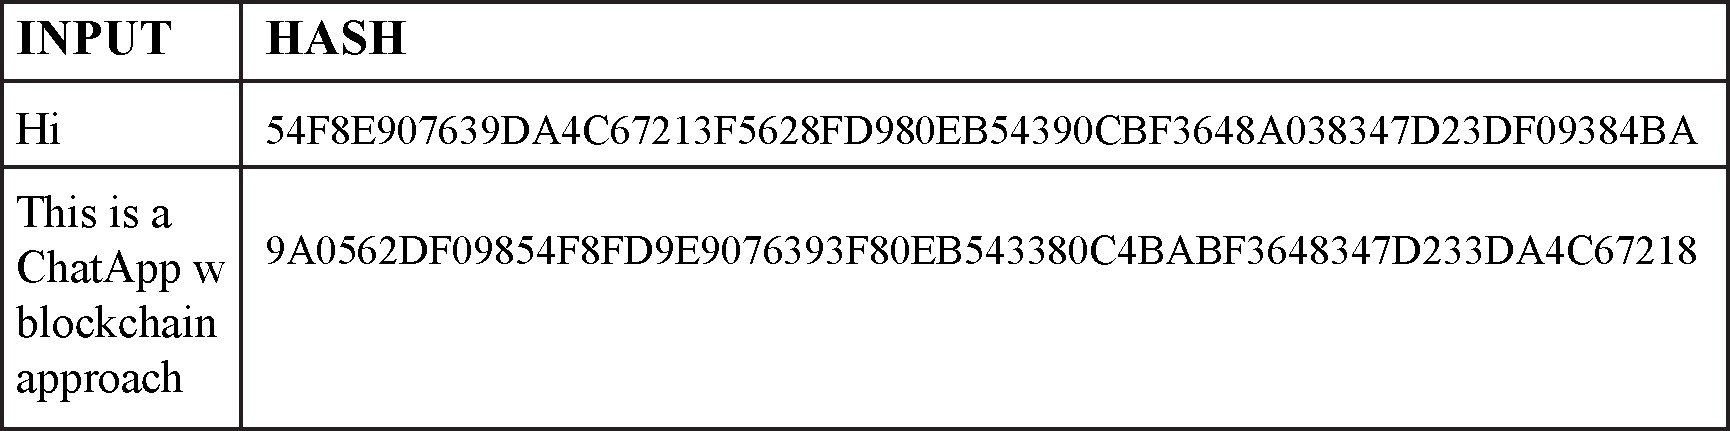 INPUT HASH
Hi 54F8E907639DA4C67213F5628FD980EB54390CBF3648A038347D23DF09384BA
This is a
ChatApp w 9A0562DF09854F8FD9E9076393F80EB543380C4BABF3648347D233DA4C67218
blockchain
approach